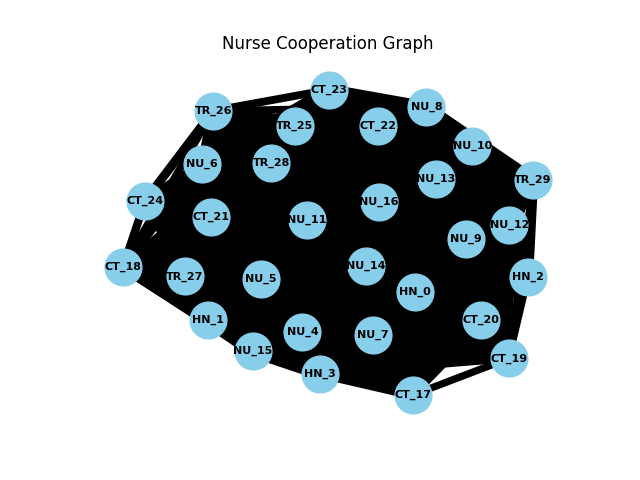 Nurse Cooperation Graph
CT_23
NU_8
TR_26
TR_25
CT_22
NU_10
NU_6
TR_28
NU_13
TR_29
CT_24
NU_16
CT_21
NU_11
NU_12
NU_9
CT_18
TR_27
NU_5
NU_14
HN_2
HN_0
HN_1
CT_20
NU_4
NU_7
NU_15
CT_19
HN_3
CT_17